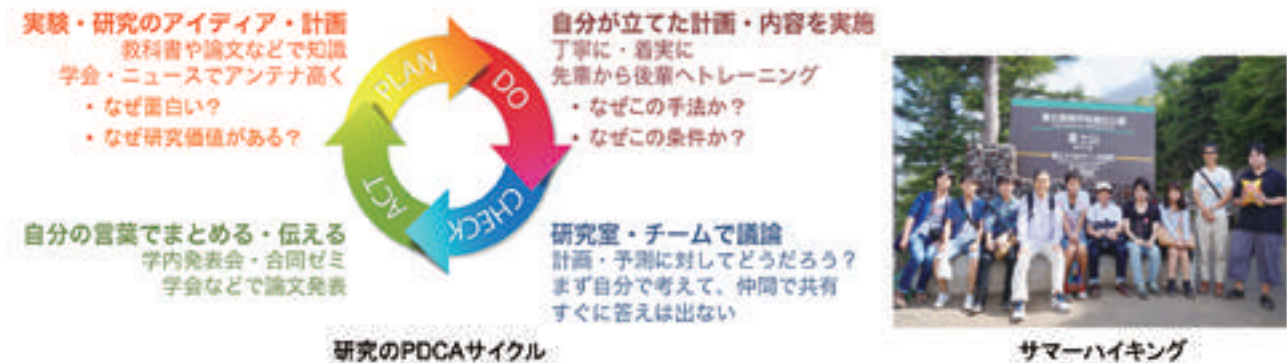 実験・研究のアイディア・計画
教科書や論文などで知識
学会・ニュースでアンテナ高く
・なぜ面白い?
・なぜ研究価値がある?
PLAN
DO
CHECK
ACT
自分が立てた計画・内容を実施
丁寧に・着実に
先輩から後輩へトレーニング
・なぜこの手法か?
・なぜこの条件か?
自分の言葉でまとめる・伝える
学内発表会・合同ゼミ
学会などで論文発表
研究室・チームで議論
計画・予測に対してどうだろう?
まず自分で考えて、仲間で共有
すぐに答えは出ない
研究のPDCAサイクル
サマーハイキング